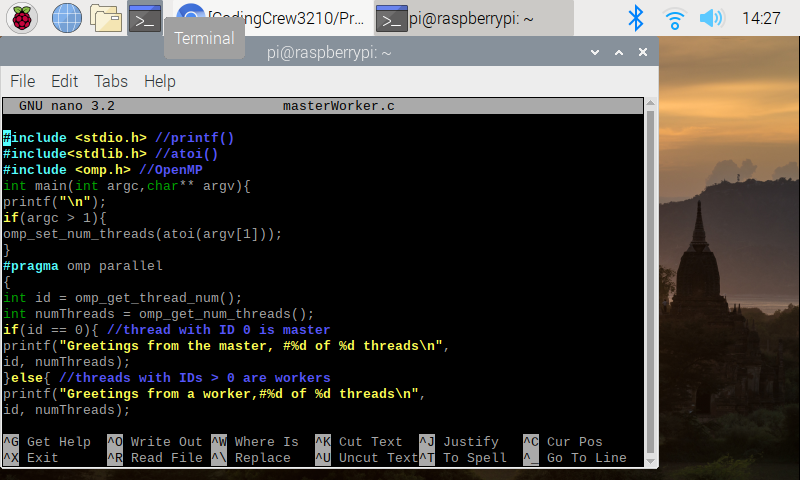 [CodingCrew3210/Pr...
pi@raspberrypi: ~
14:27
Terminal
pi@raspberrypi: ~
File Edit Tabs Help
GNU nano 3.2 masterWorker.c
#include <stdio.h> //printf()
#include<stdlib.h> //atoi()
#include <omp.h> //OpenMP
int main(int argc,char** argv){
printf("\n");
if(argc > 1){
omp_set_num_threads(atoi(argv[1]));
}
#pragma omp parallel
{
int id = omp_get_thread_num();
int numThreads = omp_get_num_threads();
if(id == 0){ //thread with ID 0 is master
printf("Greetings from the master, #%d of %d threads\n",
id, numThreads);
}else{ //threads with IDs > 0 are workers
printf("Greetings from a worker,#%d of %d threads\n",
id, numThreads);
^G Get Help ^O Write Out ^W Where Is ^K Cut Text ^J Justify ^C Cur Pos
^X Exit ^R Read File ^\ Replace ^U Uncut Text ^T To Spell ^_ Go To Line